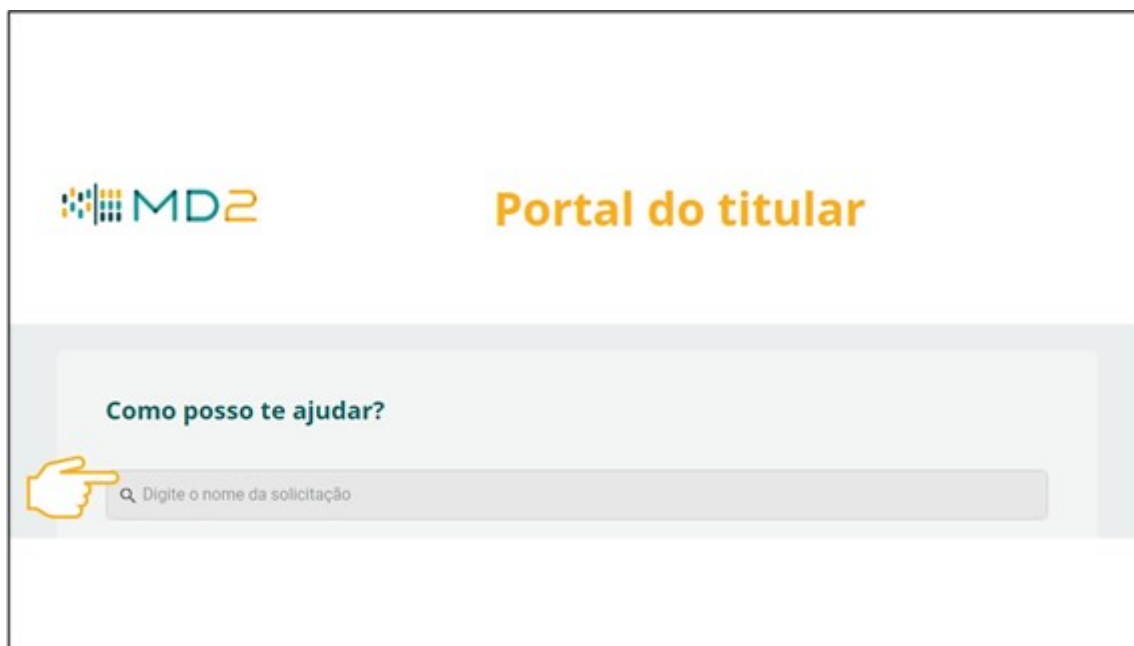 MD2
Portal do titular
Como posso te ajudar?
Digite o nome da solicitação